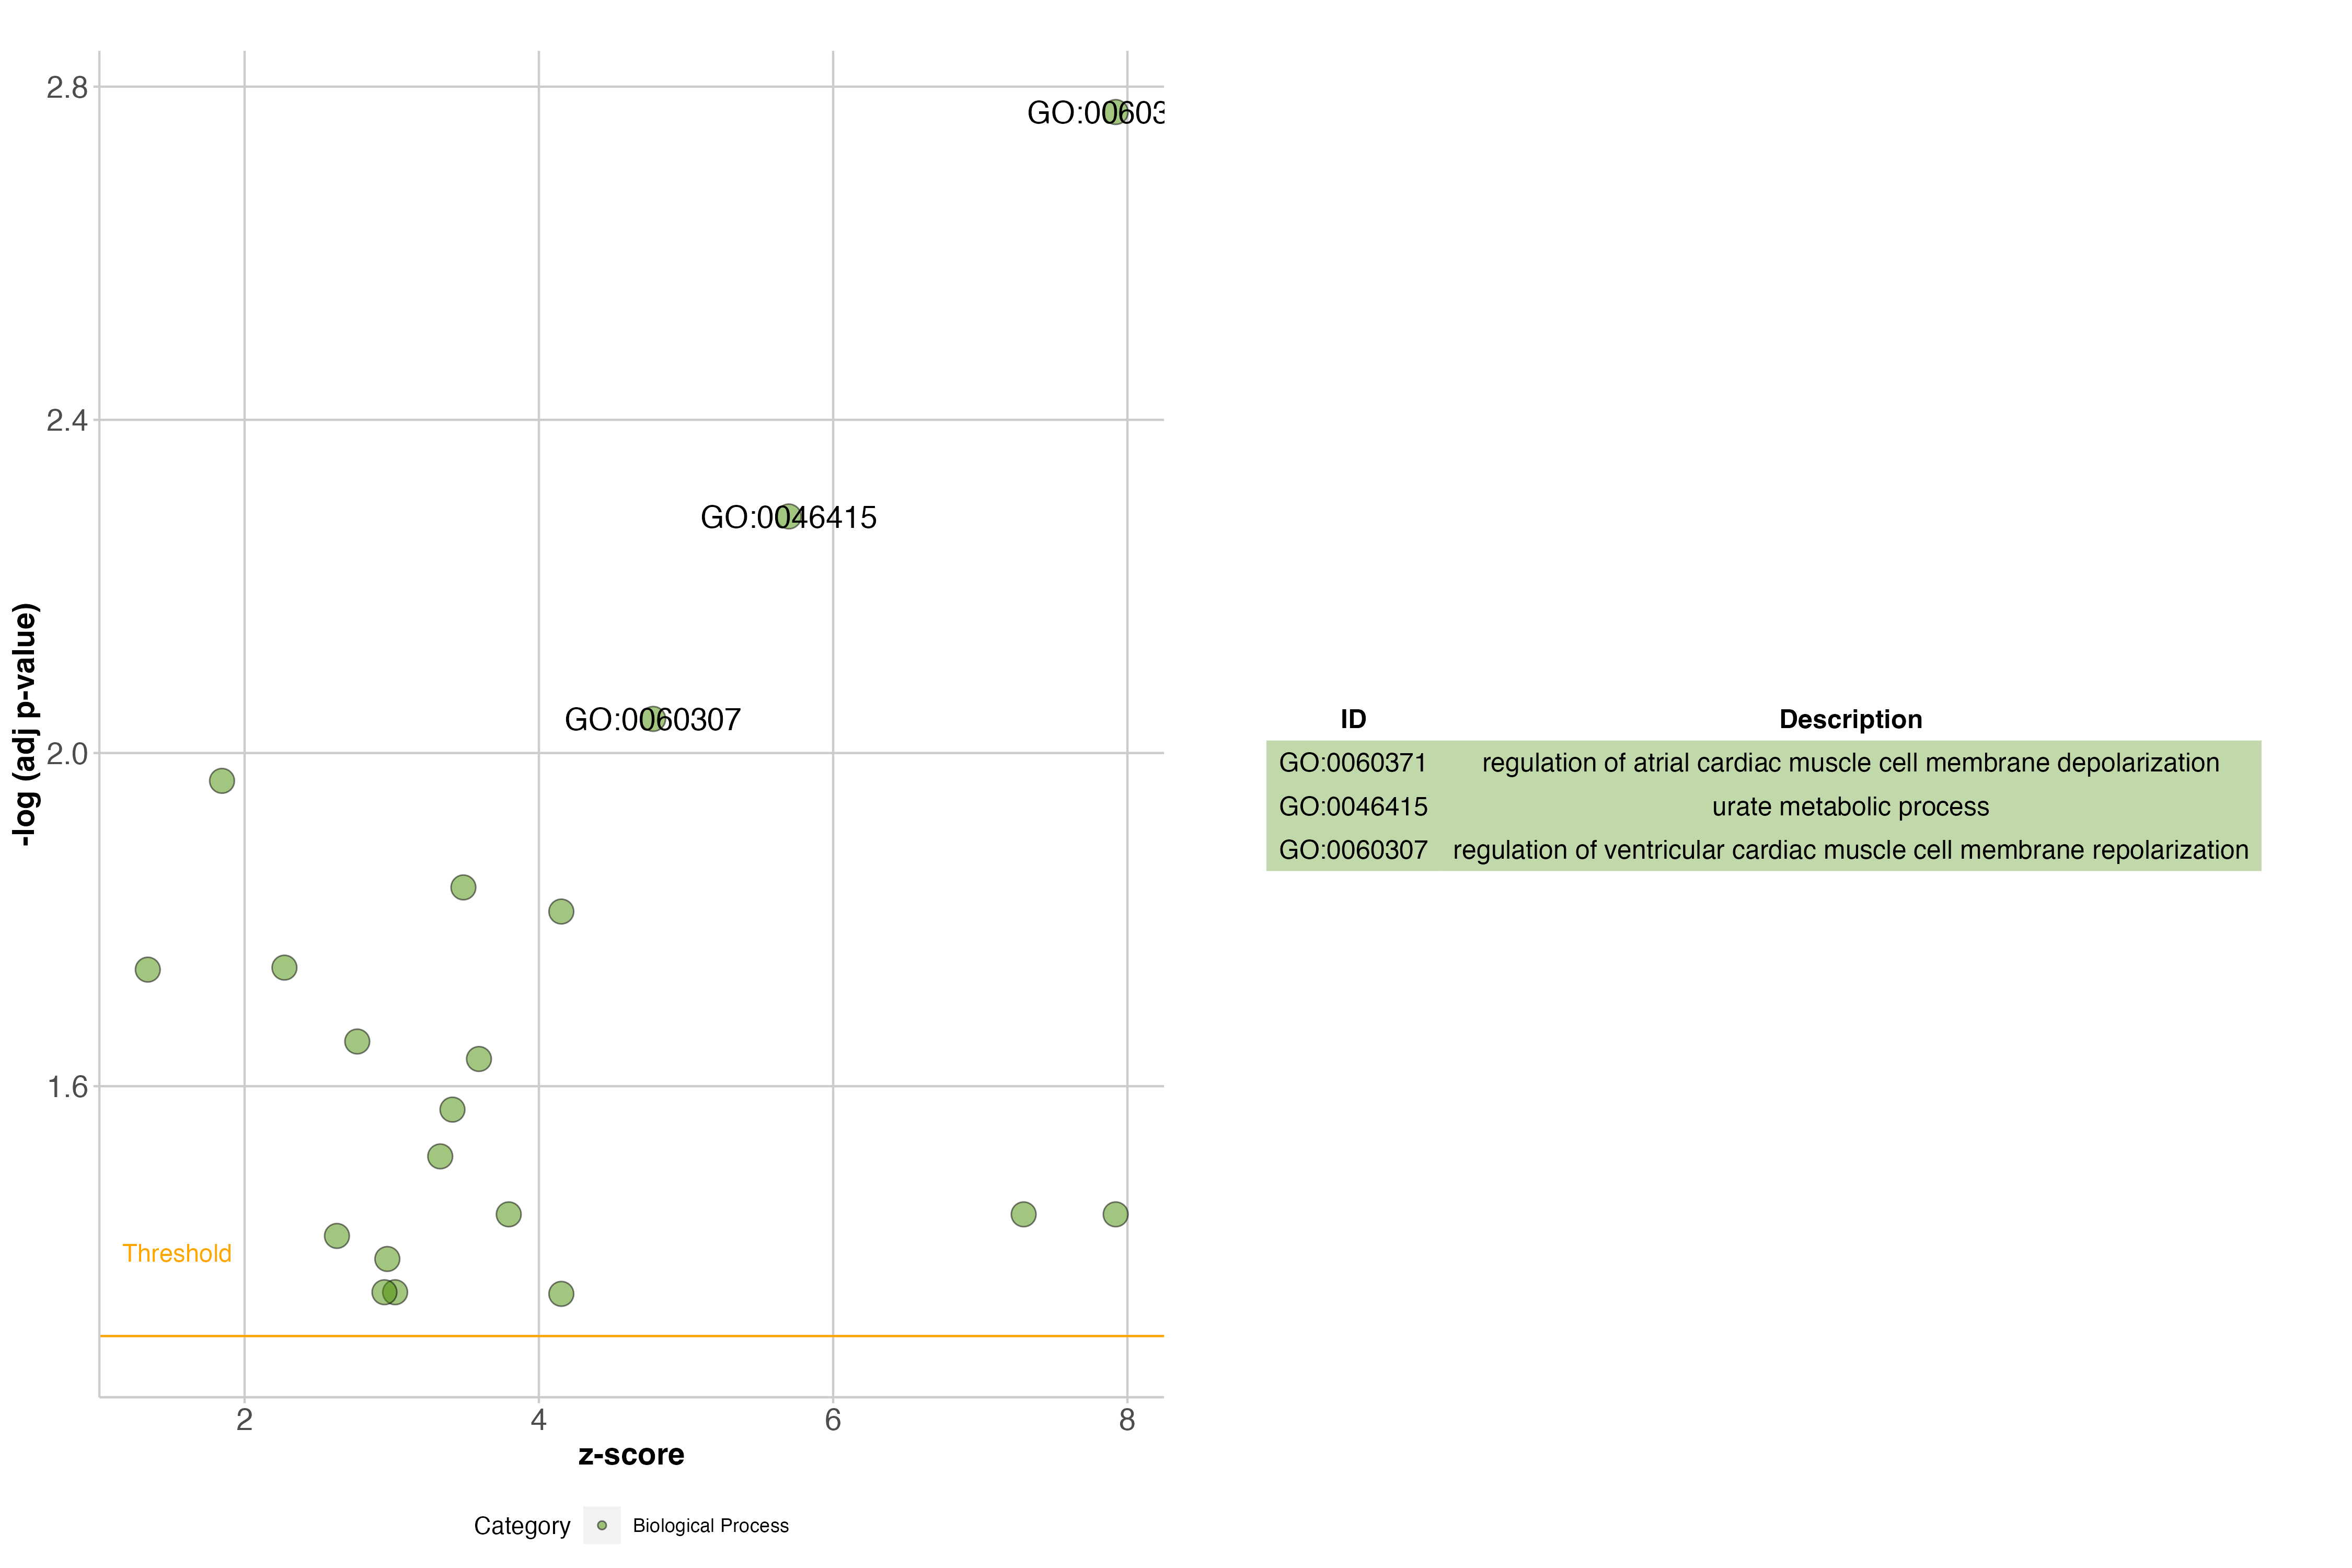 2.8
2.4
2.0
1.6
-log (adj p-value)
GO:00603
GO:0046415
GO:0060307
Threshold
2 4 6 8
z-score
Category Biological Process
ID Description
GO:0060371 regulation of atrial cardiac muscle cell membrane depolarization
GO:0046415 urate metabolic process
GO:0060307 regulation of ventricular cardiac muscle cell membrane repolarization